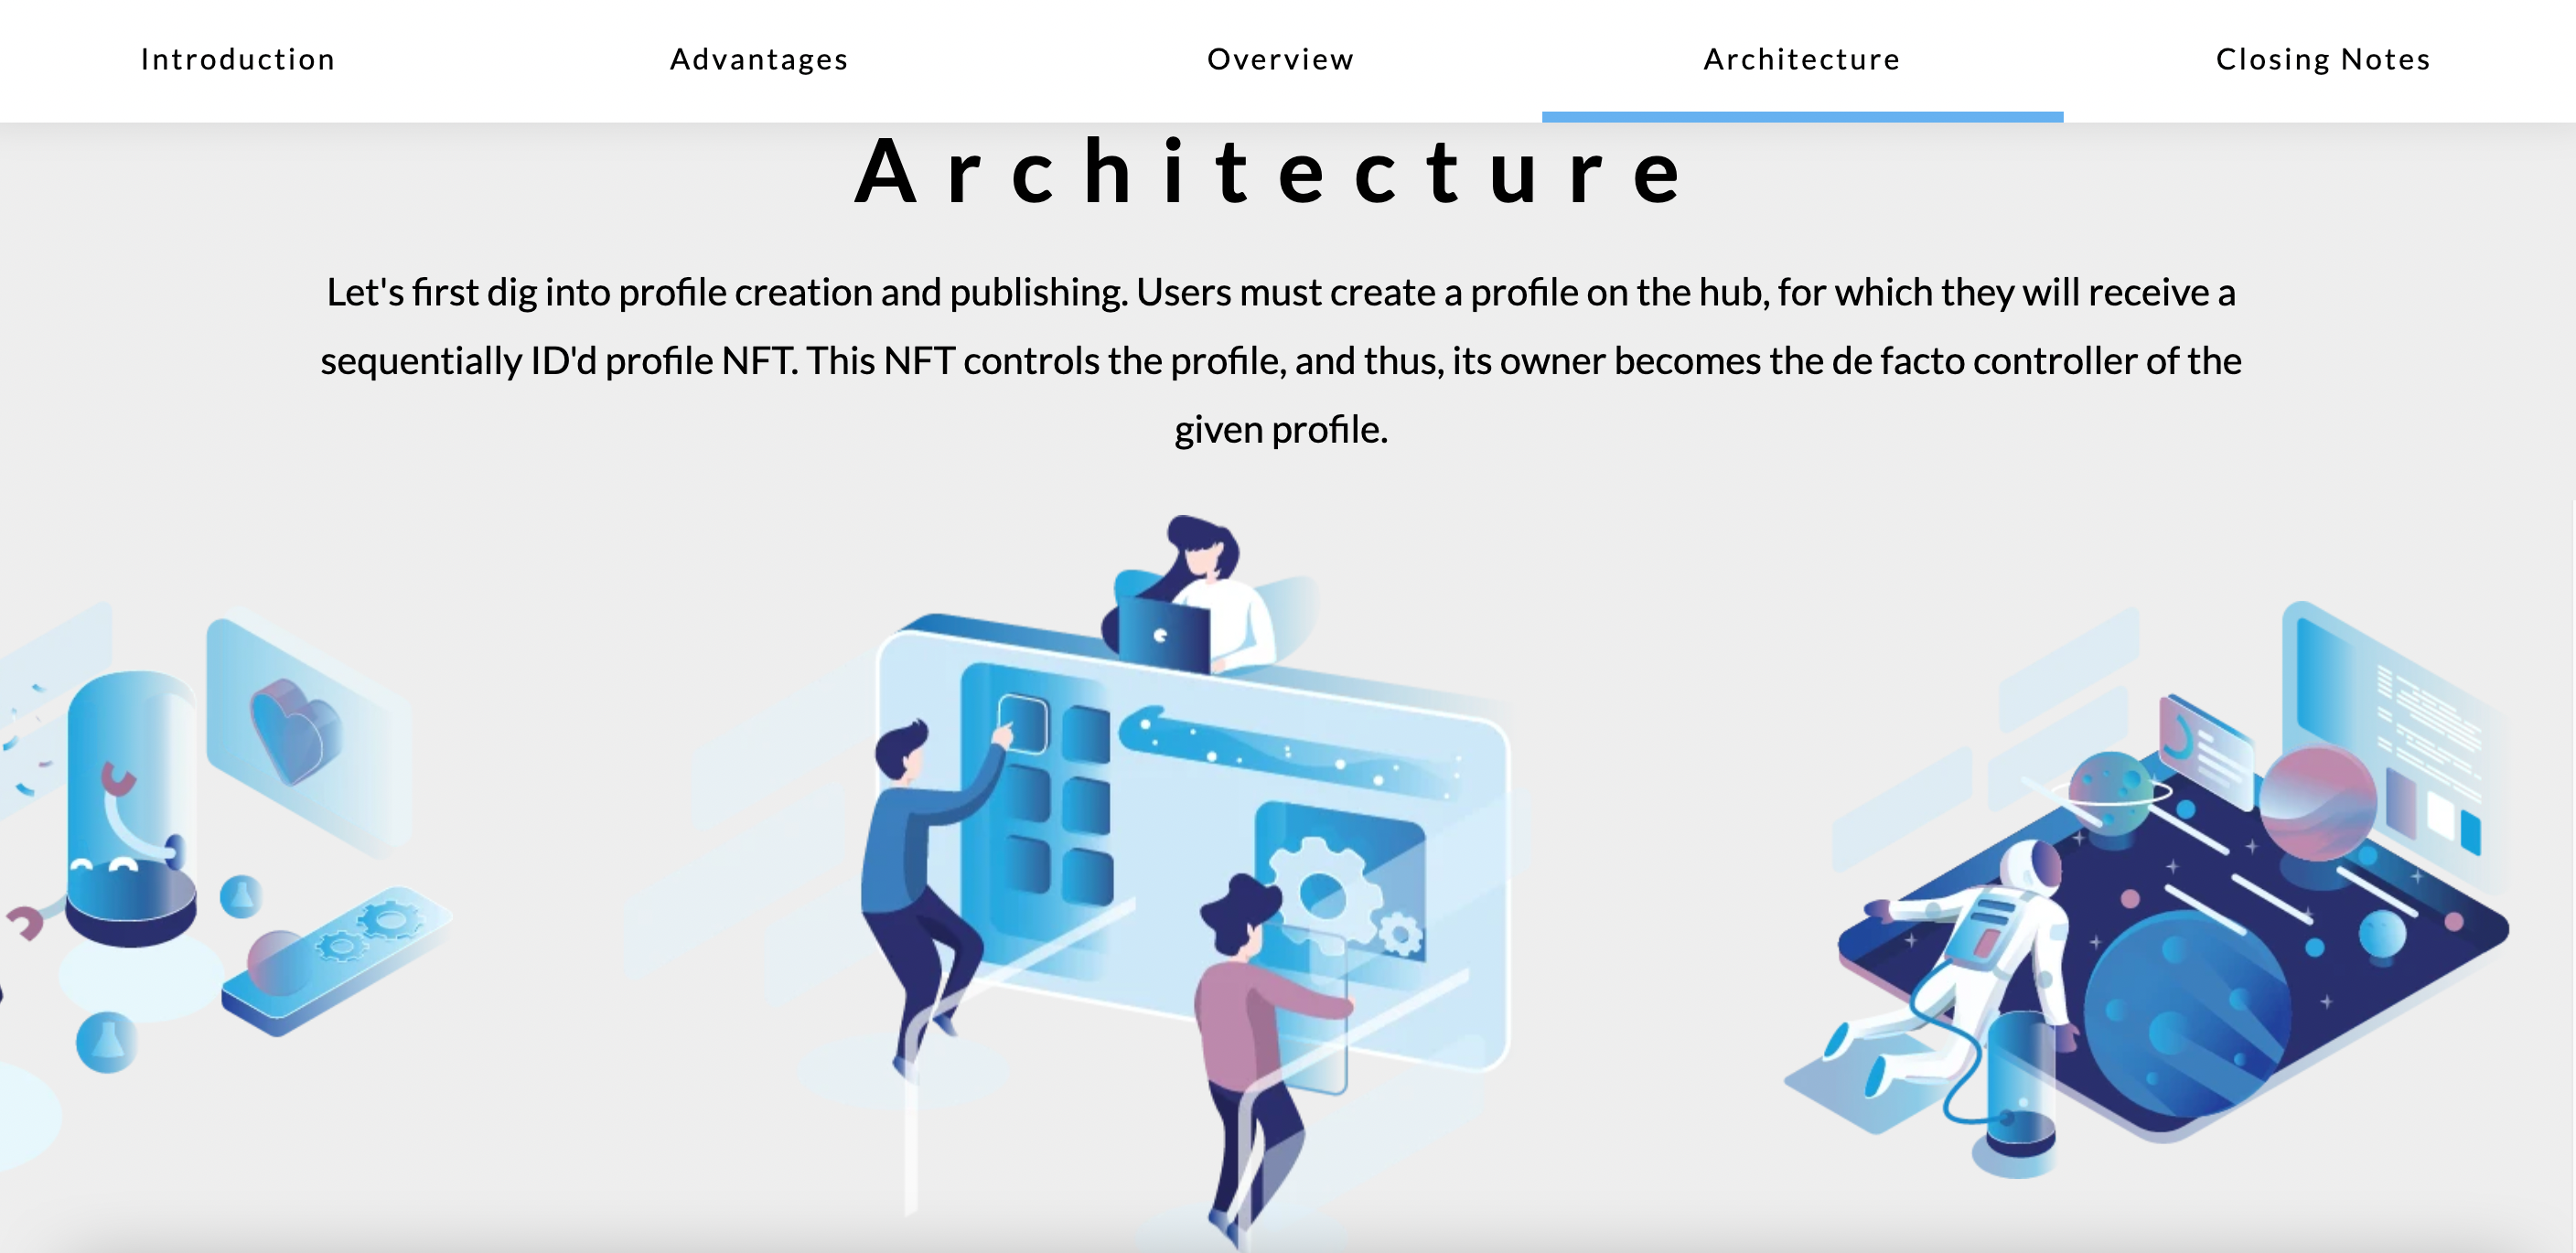 Introduction
Advantages
Overview
Architecture
Closing Notes
Architecture
Let's first dig into profile creation and publishing. Users must create a profile on the hub, for which they will receive a
sequentially ID'd profile NFT. This NFT controls the profile, and thus, its owner becomes the de facto controller of the
given profile.